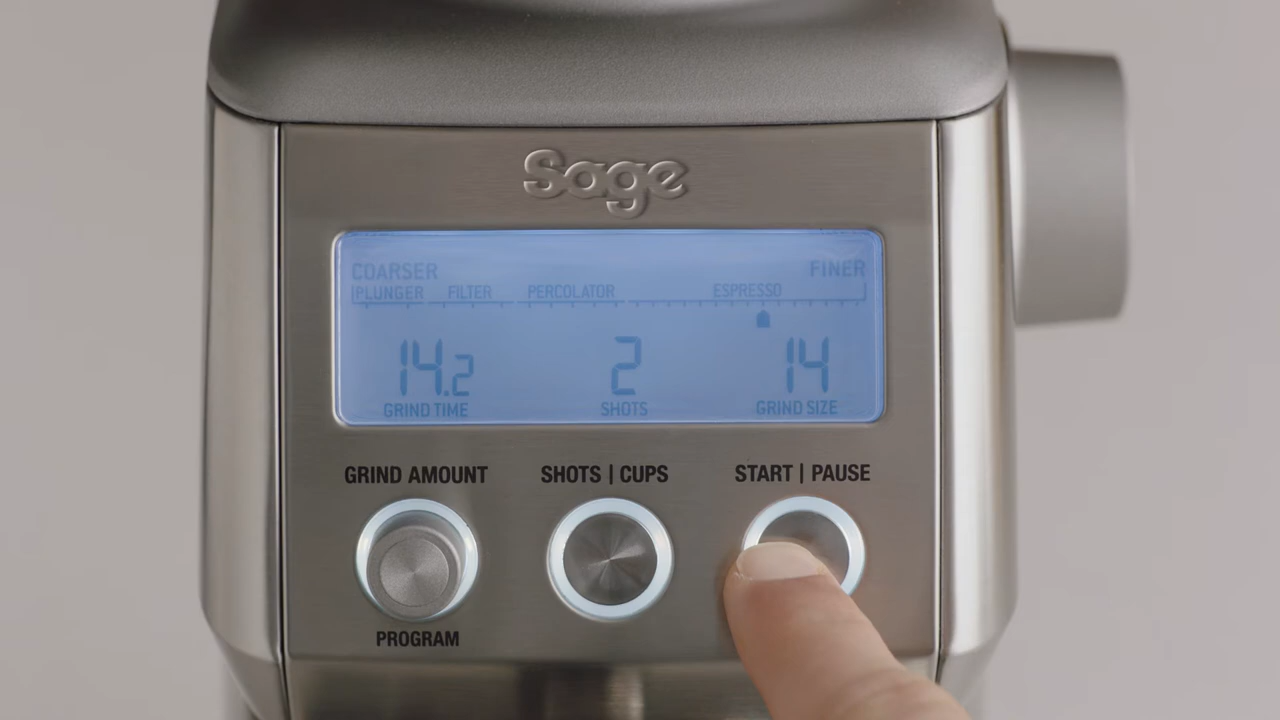 Sage
COARSER FINER
PLUNGER FILTER PERCOLATOR ESPRESSO
14.2 2 14
GRIND TIME SHOTS GRIND SIZE
GRIND AMOUNT SHOTS | CUPS START | PAUSE
PROGRAM